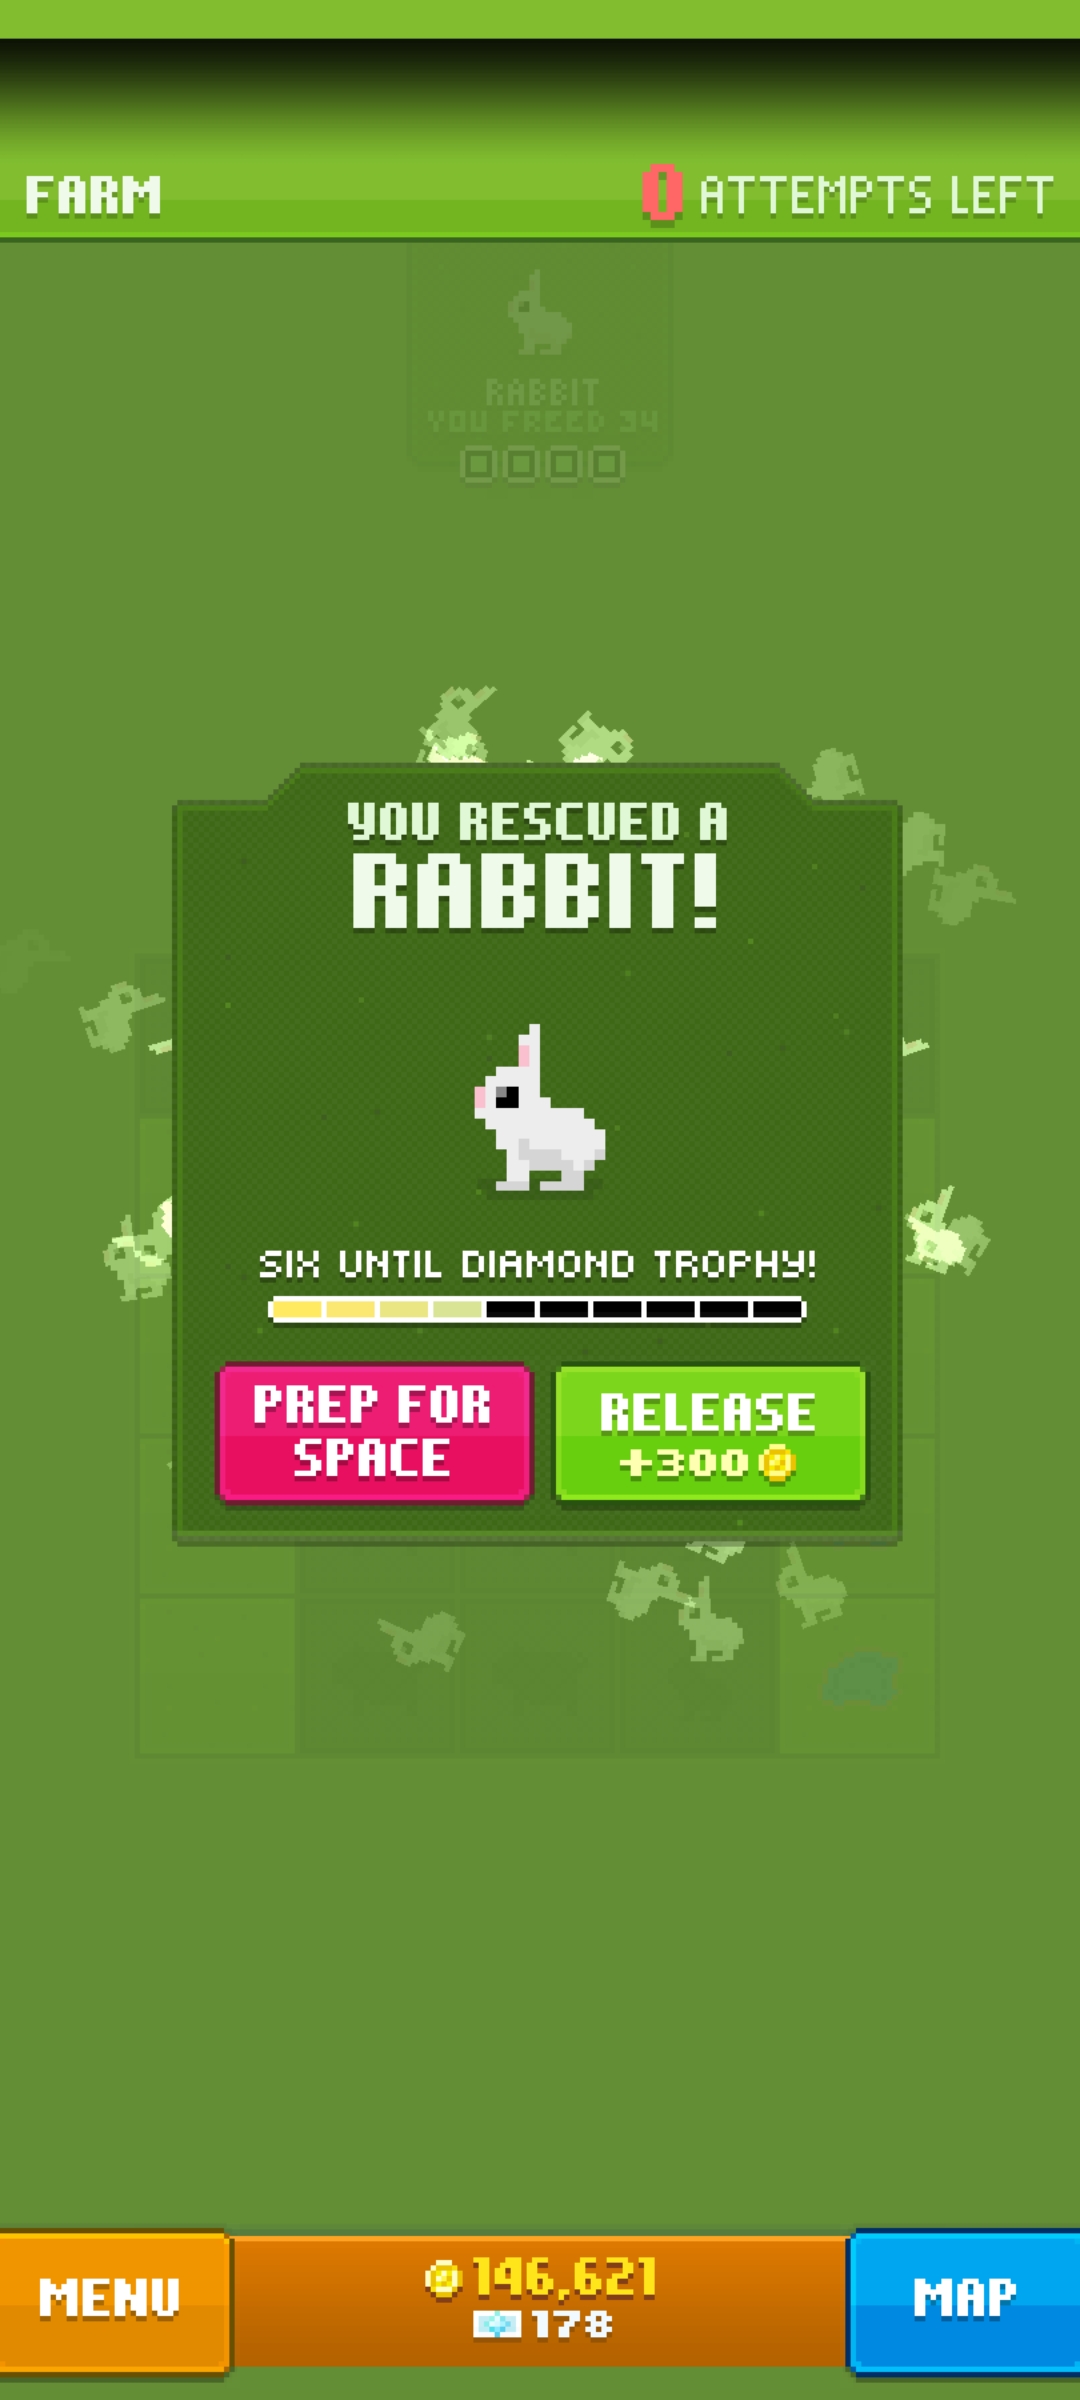 FARM
0 ATTEMPTS LEFT
RABBIT
YOU FREED 34
YOU RESCUED A
RABBIT!
SIX UNTIL DIAMOND TROPHY!
PREP FOR
SPACE
RELEASE
+300
MENU
146,621
178
MAP